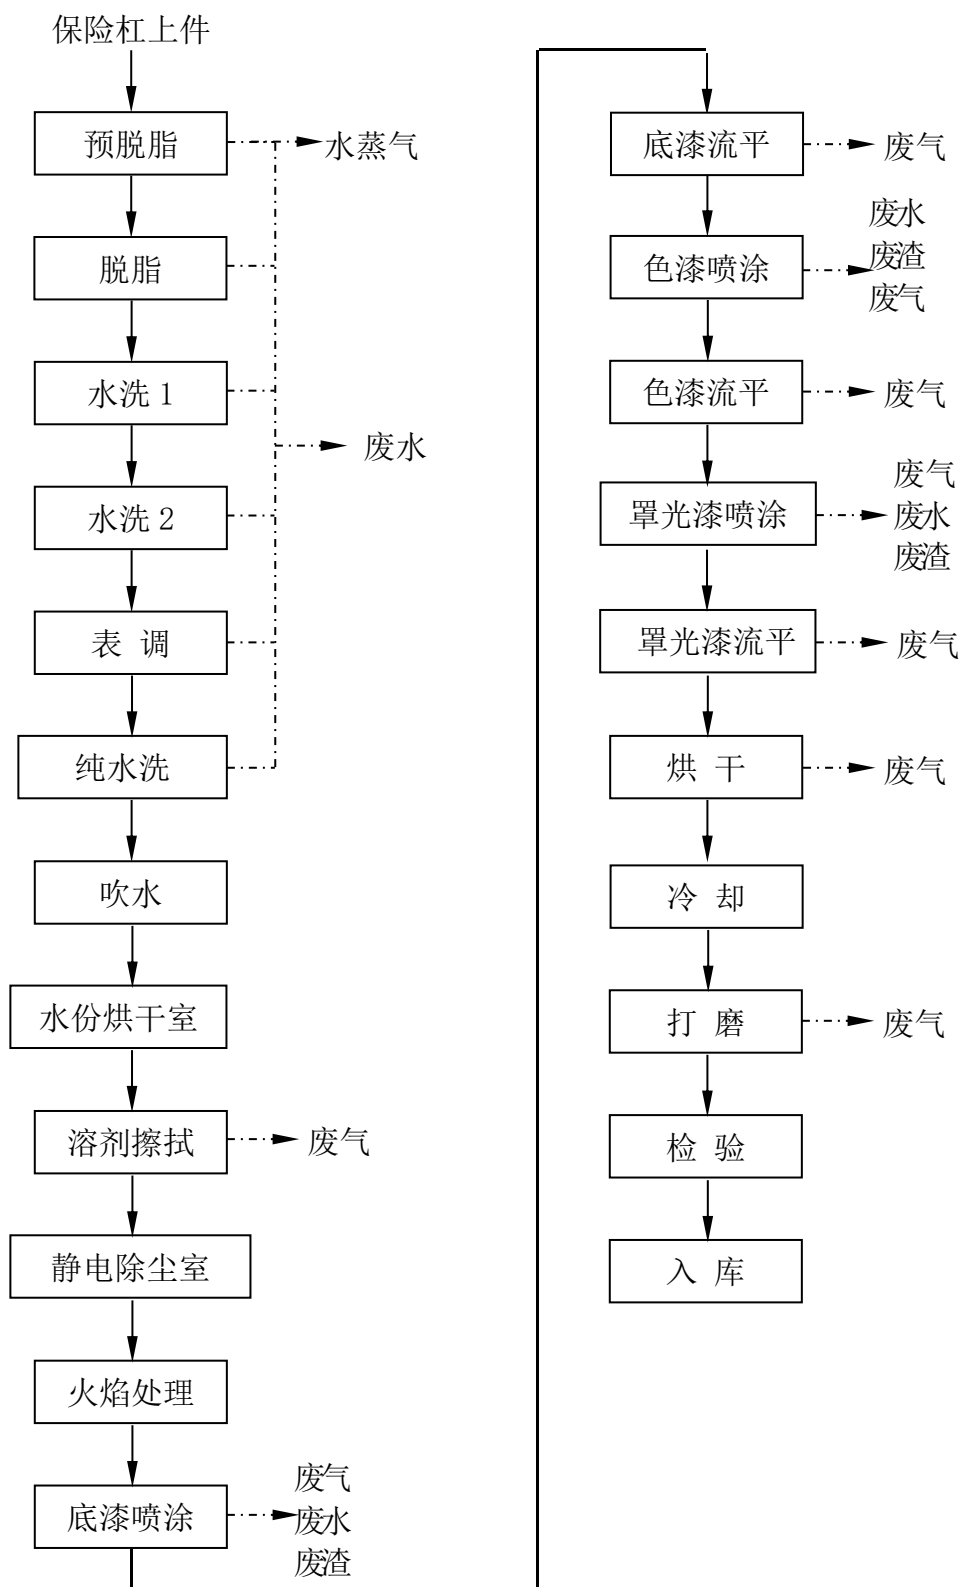 保险杠上件
预脱脂
水蒸气
脱脂
水洗 1
废水
水洗 2
表 调
纯水洗
吹水
水份烘干室
溶剂擦拭
废气
静电除尘室
火焰处理
底漆喷涂
废气
废水
废渣
底漆流平
废气
色漆喷涂
废水
废渣
废气
色漆流平
废气
罩光漆喷涂
废气
废水
废渣
罩光漆流平
废气
烘 干
废气
冷 却
打 磨
废气
检 验
入 库